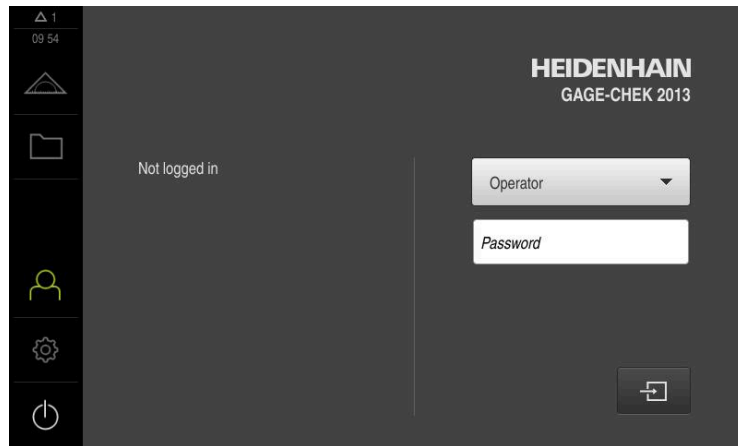 1
09 54
HEIDENHAIN
GAGE-CHEK 2013
Not logged in
Operator
Password